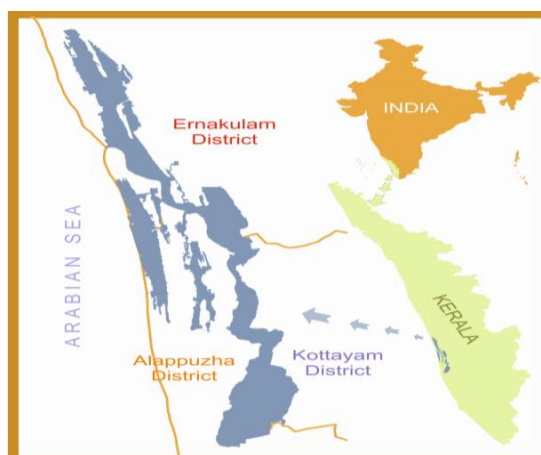 INDIA
Ernakulam
District
ARABIAN SEA
KERALA
Alappuzha
District
Kottayam
District